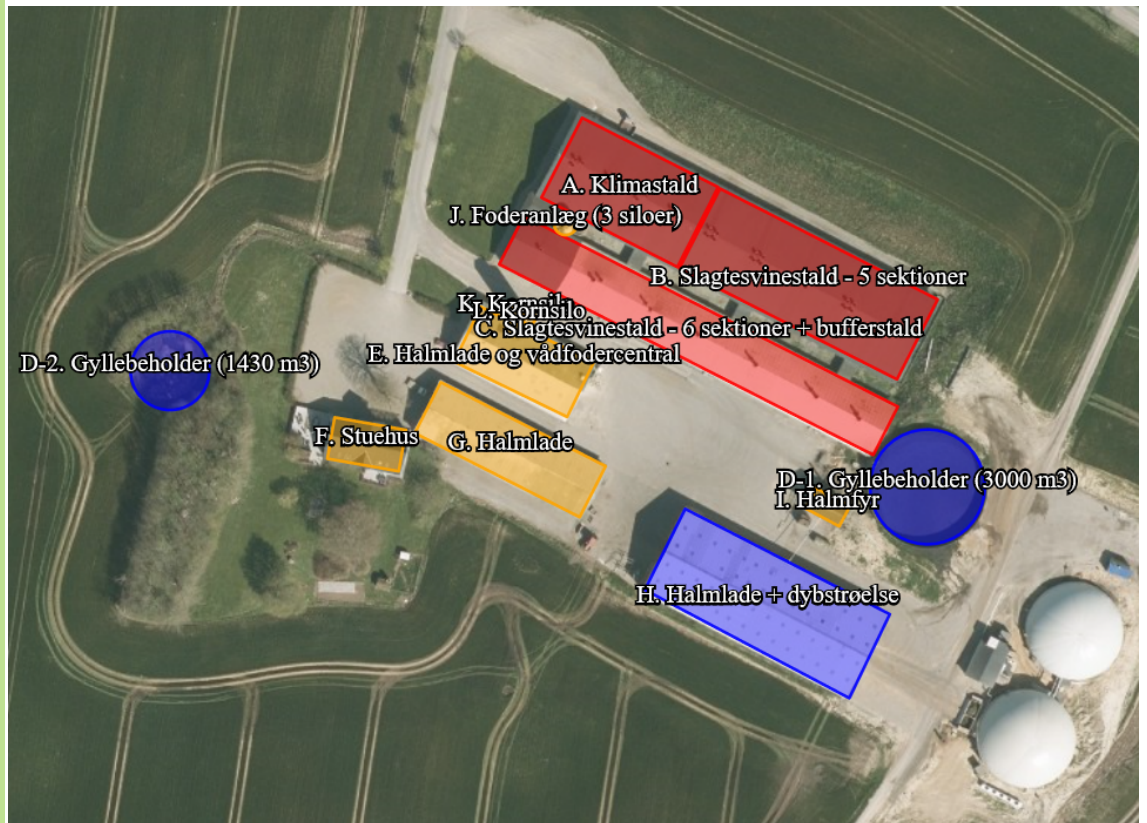 A. Klimastald
J. Foderanlæg (3 siloer)
B. Slagtesvinestald - 5 sektioner
K. Kornsilo
L. Kornsilo
C. Slagtesvinestald - 6 sektioner + bufferstald
E. Halmlade og vådfodercentral
D-2. Gyllebeholder (1430 m3)
F. Stuehus
G. Halmlade
D-1. Gyllebeholder (3000 m3)
I. Halmfyr
H. Halmlade + dybstrøelse